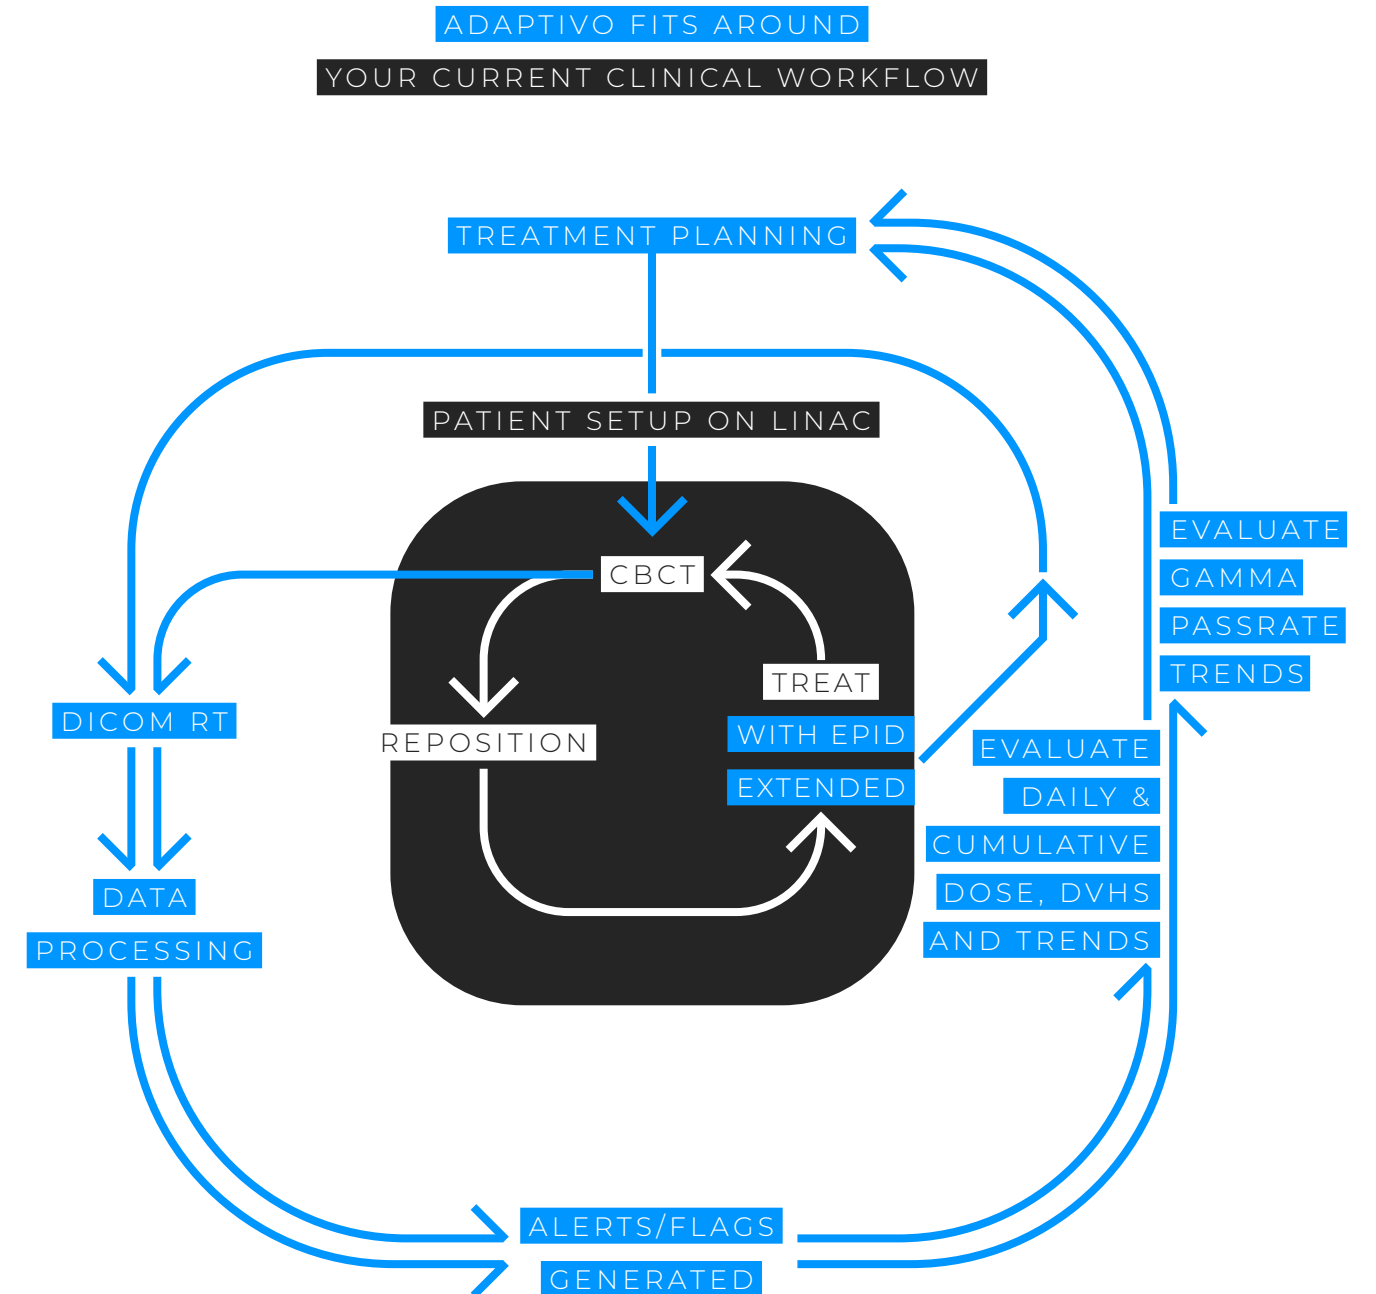 ADAPTIVO FITS AROUND
YOUR CURRENT CLINICAL WORKFLOW
TREATMENT PLANNING
PATIENT SETUP ON LINAC
CBCT
REPOSITION
TREAT
WITH EPID
EXTENDED
DICOM RT
DATA
PROCESSING
ALERTS/FLAGS
GENERATED
EVALUATE
DAILY &
CUMULATIVE
DOSE, DVHS
AND TRENDS
EVALUATE
GAMMA
PASSRATE
TRENDS